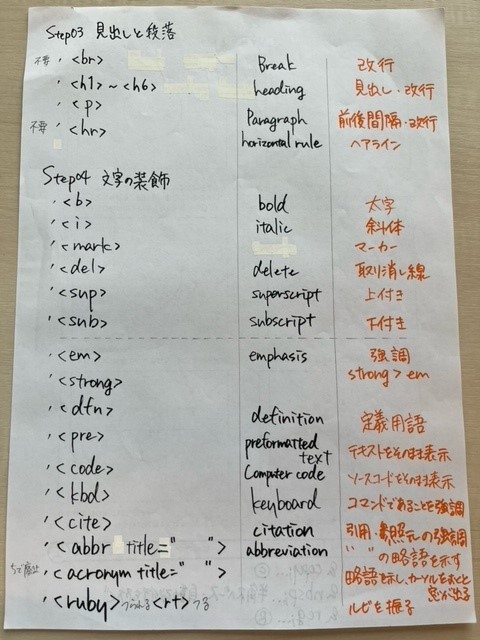 Step03 見出しと段落
不要 ・<br> Break 改行
・<h1>~<h6> heading 見出し・改行
・<p> Paragraph 前後間隔・改行
不要 ・<hr> horizontal rule ヘアライン
Step04 文字の装飾
・<b> bold 太字
・<i> italic 斜体
・<mark> マーカー
・<del> delete 取り消し線
・<sup> superscript 上付き
・<sub> subscript 下付き
・<em> emphasis 強調
・<strong> strong > em
・<dfn> definition 定義用語
・<pre> preformatted text テキストをそのまま表示
・<code> Computer code ソースコードをそのまま表示
・<kbd> keyboard コマンドであることを強調
・<cite> citation 引用・参照元の強調
・<abbr title=" "> abbreviation " " の略語を示す
廃止 ・<acronym title=" "> 略語を示し、カーソルをおくと窓が出る
・<ruby> つけられる <rt> つける ルビを振る